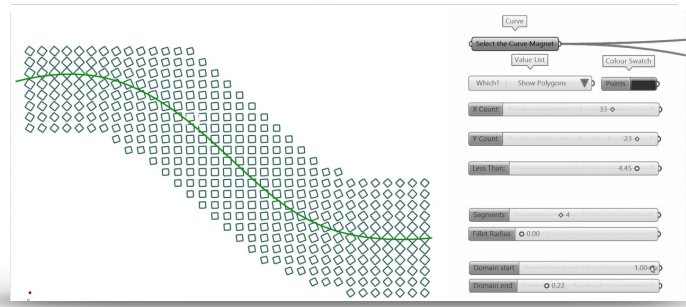 Curve
Select the Curve Magnet
Value List
Colour Swatch
Which? Show Polygons
Points
X Count 33
Y Count 23
Less Than: 4.45
Segments 4
Fillet Radius 0.00
Domain start 1.00
Domain end 0.22